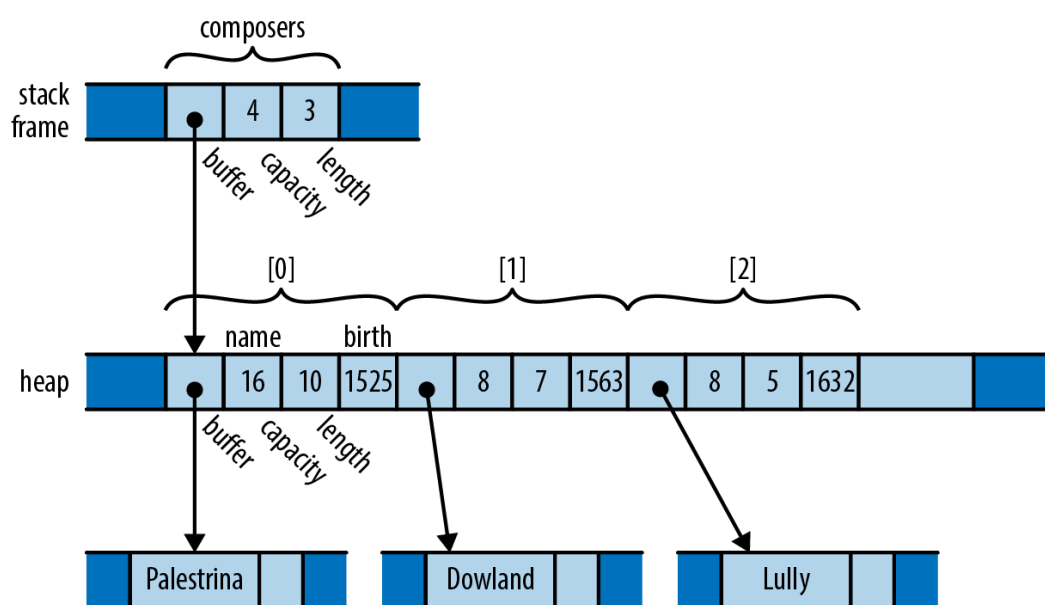 composers
stack
frame
4 3
buffer capacity length
[0] [1] [2]
name birth
heap
16 10 1525 8 7 1563 8 5 1632
buffer capacity length
Palestrina Dowland Lully